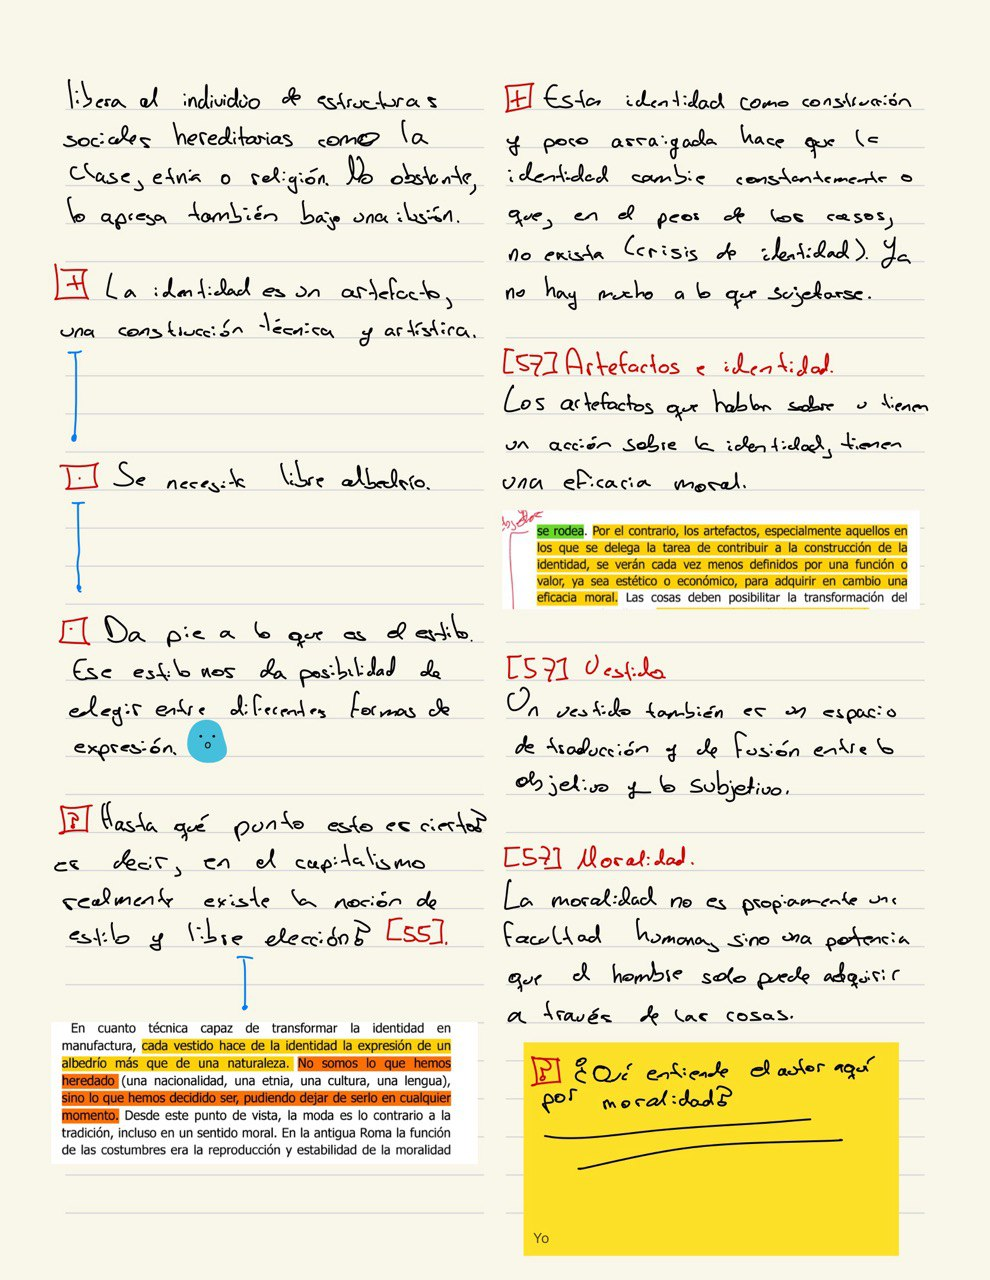 libera al individuo de estructuras
sociales hereditarias como la
clase, etnia o religión. No obstante,
lo apresa también bajo una ilusión.
[+] La identidad es un artefacto,
una construcción técnica y artística.
[.] Se necesita libre albedrío.
[.] Da pie a lo que es el estilo.
Ese estilo nos da posibilidad de
elegir entre diferentes formas de
expresión.
[?] Hasta qué punto esto es cierto?
es decir, en el capitalismo
realmente existe la noción de
estilo y libre elección? [55].
En cuanto técnica capaz de transformar la identidad en
manufactura, cada vestido hace de la identidad la expresión de un
albedrío más que de una naturaleza. No somos lo que hemos
heredado (una nacionalidad, una etnia, una cultura, una lengua),
sino lo que hemos decidido ser, pudiendo dejar de serlo en cualquier
momento. Desde este punto de vista, la moda es lo contrario a la
tradición, incluso en un sentido moral. En la antigua Roma la función
de las costumbres era la reproducción y estabilidad de la moralidad
[+] Esta identidad como construcción
y poco arraigada hace que la
identidad cambie constantemente o
que, en el peor de los casos,
no exista (crisis de identidad). Ya
no hay mucho a lo que sujetarse.
[57] Artefactos e identidad.
Los artefactos que hablan sobre o tienen
un acción sobre la identidad, tienen
una eficacia moral.
se rodea. Por el contrario, los artefactos, especialmente aquellos en
los que se delega la tarea de contribuir a la construcción de la
identidad, se verán cada vez menos definidos por una función o
valor, ya sea estético o económico, para adquirir en cambio una
eficacia moral. Las cosas deben posibilitar la transformación del
[57] Vestido
Un vestido también es un espacio
de traducción y de fusión entre lo
objetivo y lo subjetivo.
[57] Moralidad.
La moralidad no es propiamente una
facultad humana, sino una potencia
que el hombre solo puede adquirir
a través de las cosas.
[?] ¿Qué entiende el autor aquí
por moralidad?
Yo